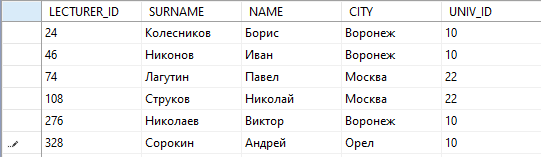 LECTURER_ID SURNAME NAME CITY UNIV_ID
24 Колесников Борис Воронеж 10
46 Никонов Иван Воронеж 10
74 Лагутин Павел Москва 22
108 Струков Николай Москва 22
276 Николаев Виктор Воронеж 10
328 Сорокин Андрей Орел 10